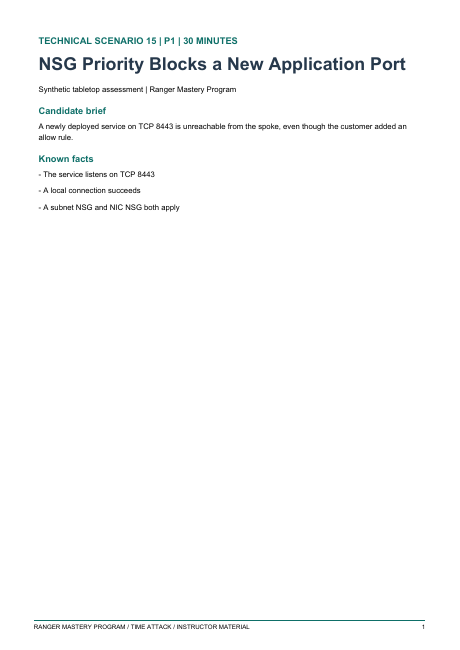 TECHNICAL SCENARIO 15 | P1 | 30 MINUTES
NSG Priority Blocks a New Application Port
Synthetic tabletop assessment | Ranger Mastery Program
Candidate brief
A newly deployed service on TCP 8443 is unreachable from the spoke, even though the customer added an
allow rule.
Known facts
- The service listens on TCP 8443
- A local connection succeeds
- A subnet NSG and NIC NSG both apply
RANGER MASTERY PROGRAM / TIME ATTACK / INSTRUCTOR MATERIAL 1